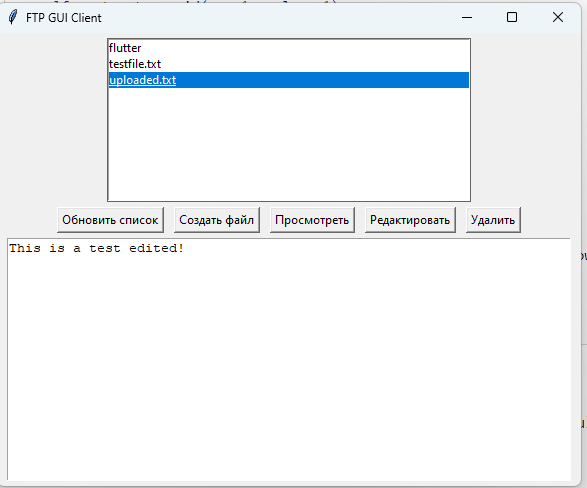 FTP GUI Client
flutter
testfile.txt
uploaded.txt
Обновить список Создать файл Просмотреть Редактировать Удалить
This is a test edited!